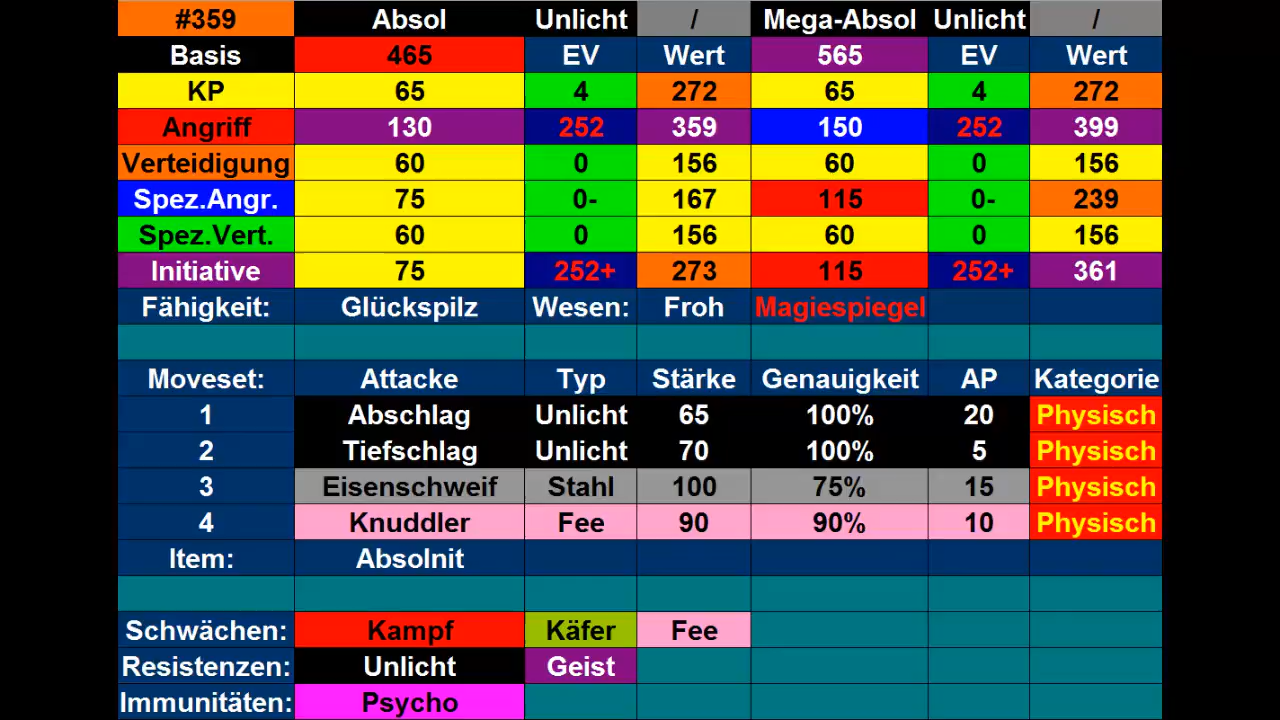 #359 Absol Unlicht / Mega-Absol Unlicht /
Basis 465 EV Wert 565 EV Wert
KP 65 4 272 65 4 272
Angriff 130 252 359 150 252 399
Verteidigung 60 0 156 60 0 156
Spez.Angr. 75 0- 167 115 0- 239
Spez.Vert. 60 0 156 60 0 156
Initiative 75 252+ 273 115 252+ 361
Fähigkeit: Glückspilz Wesen: Froh Magiespiegel
Moveset: Attacke Typ Stärke Genauigkeit AP Kategorie
1 Abschlag Unlicht 65 100% 20 Physisch
2 Tiefschlag Unlicht 70 100% 5 Physisch
3 Eisenschweif Stahl 100 75% 15 Physisch
4 Knuddler Fee 90 90% 10 Physisch
Item: Absolnit
Schwächen: Kampf Käfer Fee
Resistenzen: Unlicht Geist
Immunitäten: Psycho